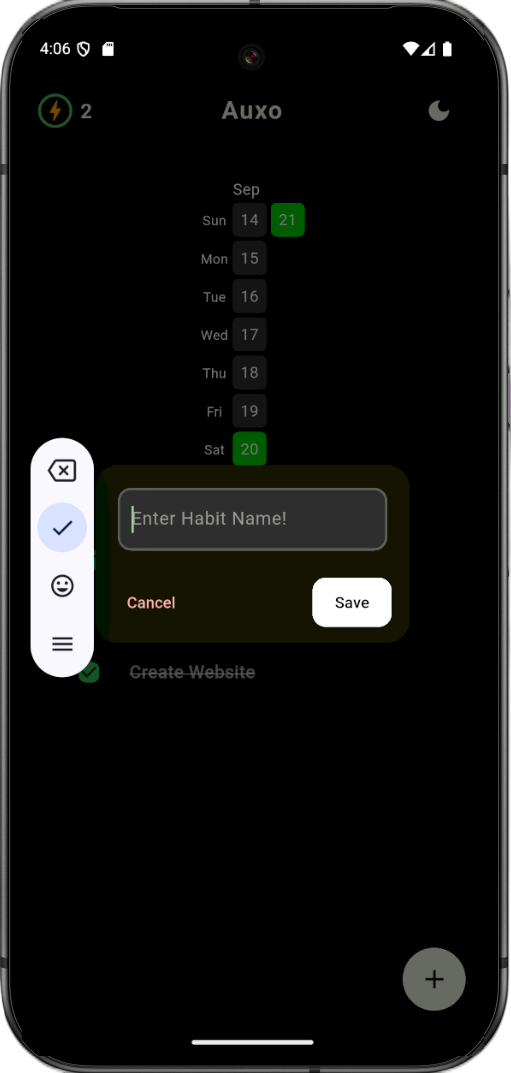 4:06
2
Auxo
Sep
Sun 14 21
Mon 15
Tue 16
Wed 17
Thu 18
Fri 19
Sat 20
Enter Habit Name!
Cancel
Save
Create Website